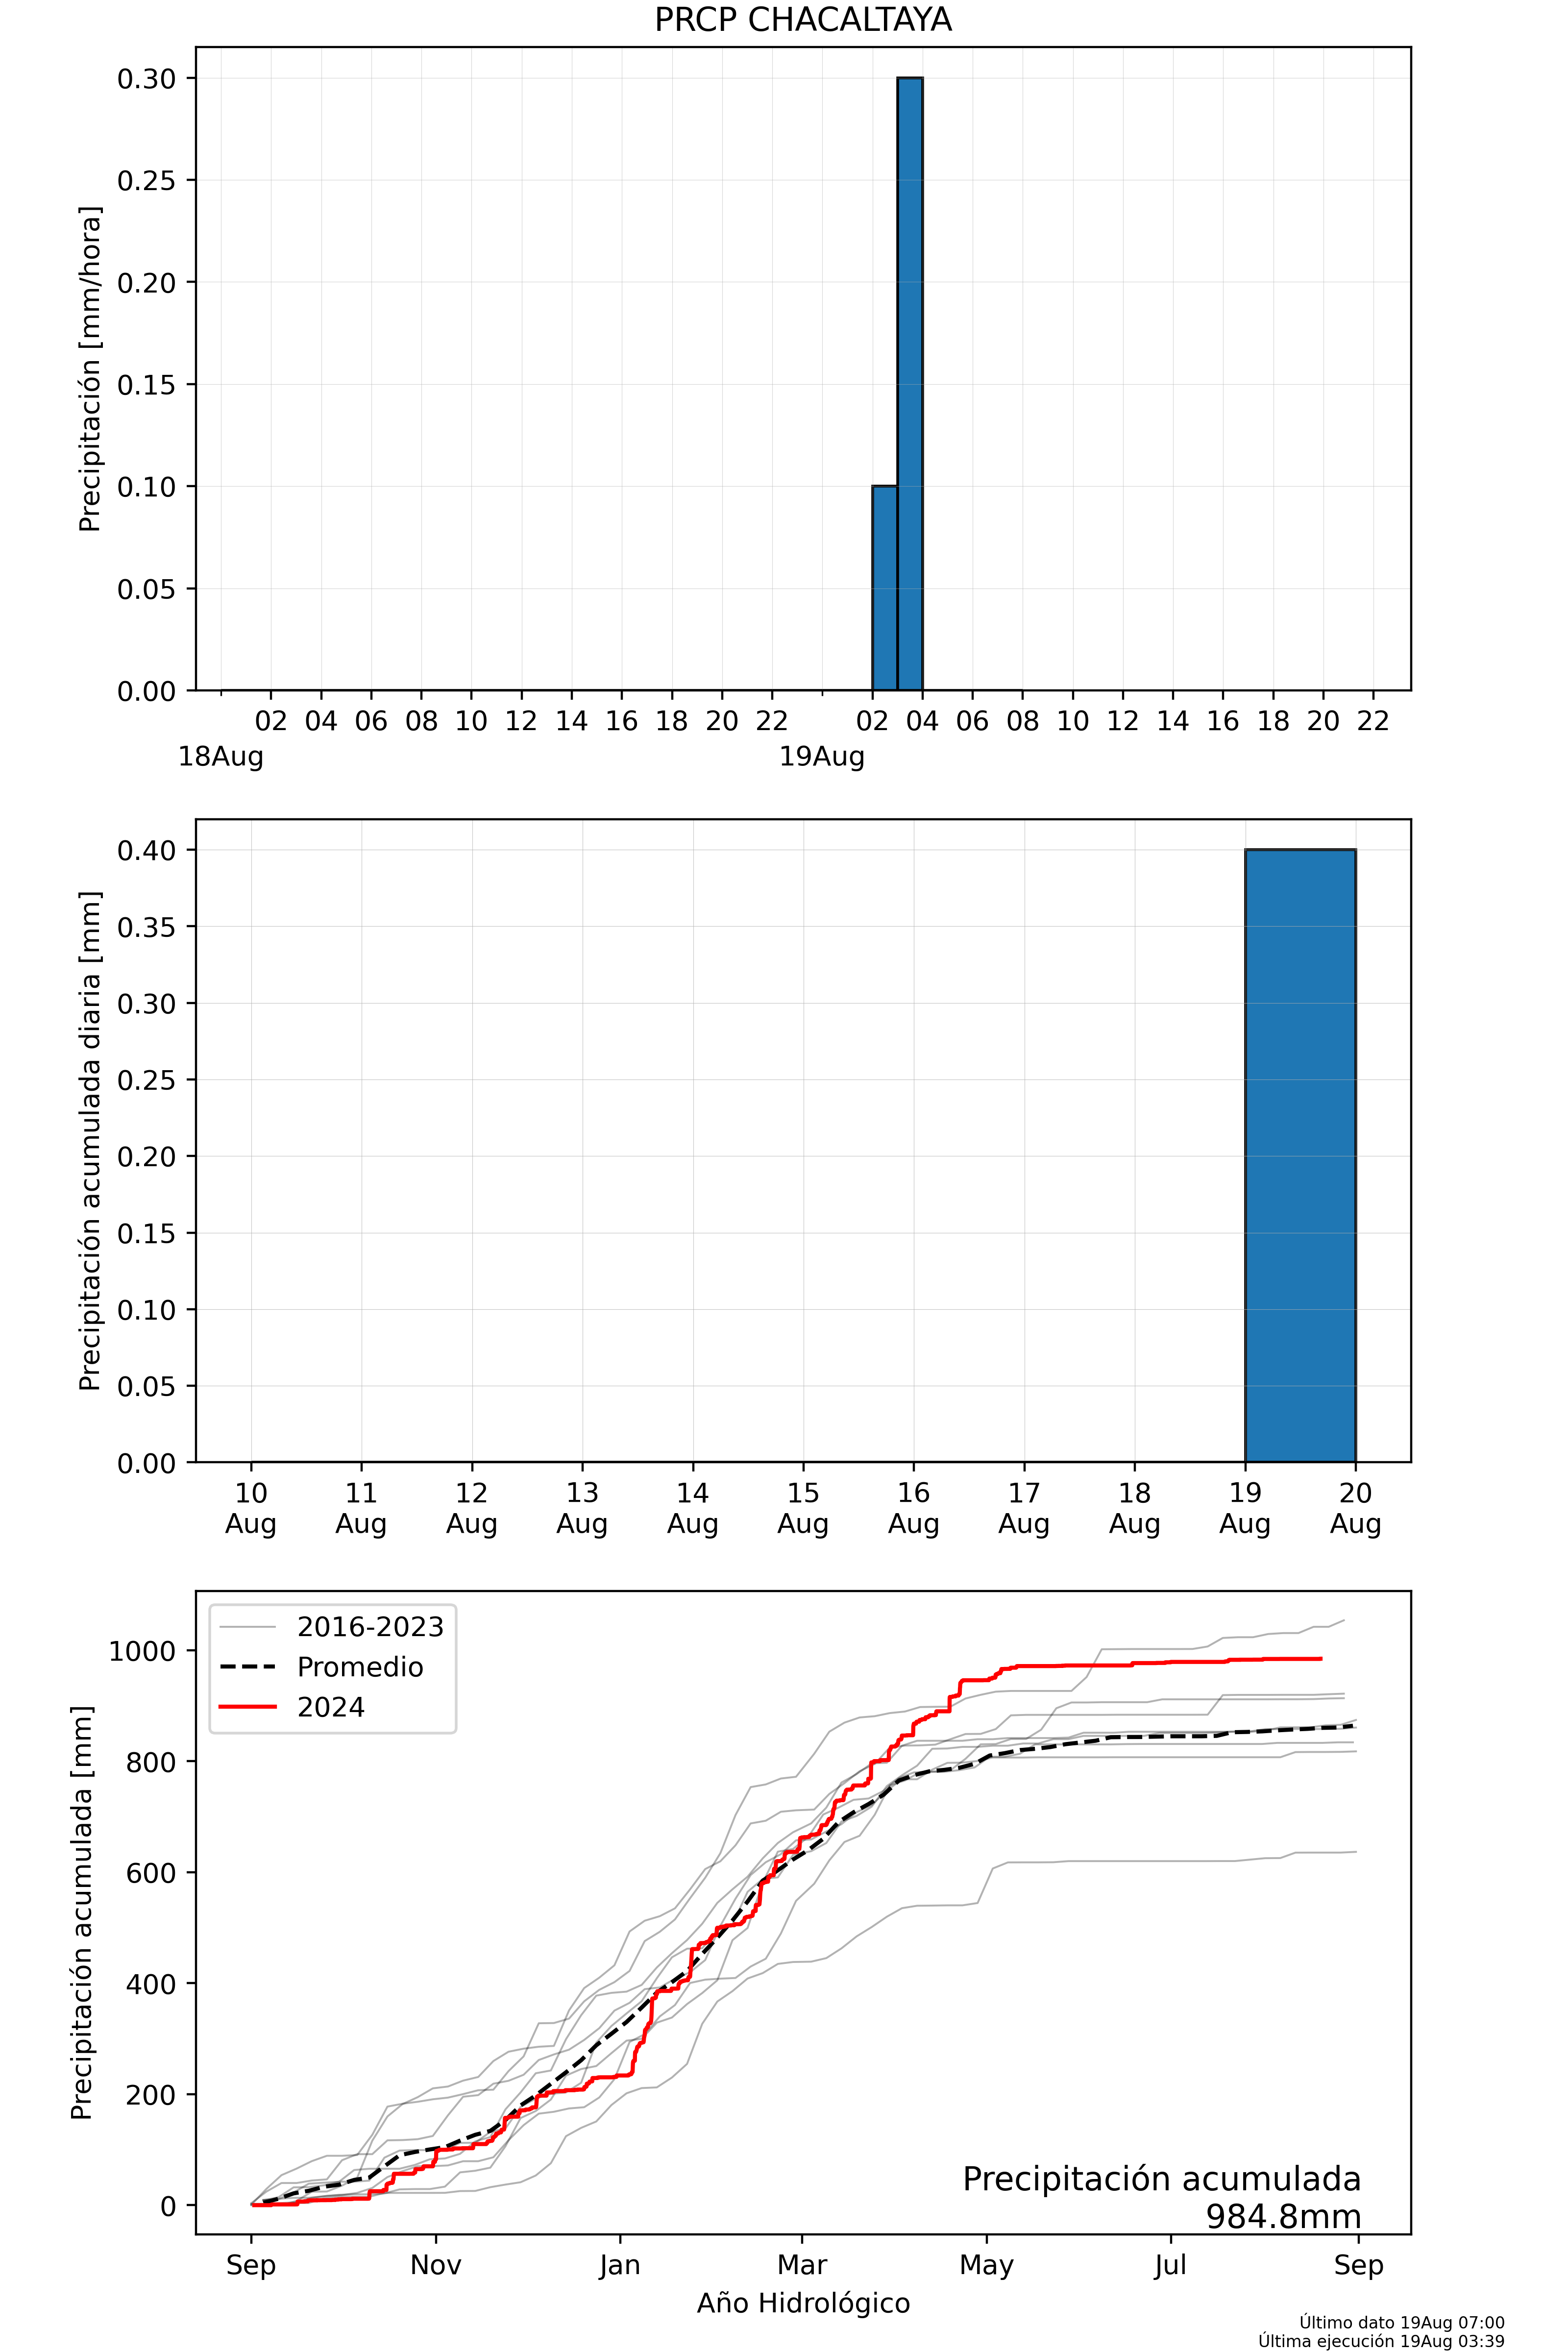 PRCP CHACALTAYA
Precipitación [mm/hora]
0.30
0.25
0.20
0.15
0.10
0.05
0.00
02 04 06 08 10 12 14 16 18 20 22 02 04 06 08 10 12 14 16 18 20 22
18Aug 19Aug
Precipitación acumulada diaria [mm]
0.40
0.35
0.30
0.25
0.20
0.15
0.10
0.05
0.00
10 11 12 13 14 15 16 17 18 19 20
Aug Aug Aug Aug Aug Aug Aug Aug Aug Aug Aug
Precipitación acumulada [mm]
1000
800
600
400
200
0
2016-2023
Promedio
2024
Precipitación acumulada
984.8mm
Sep Nov Jan Mar May Jul Sep
Año Hidrológico
Último dato 19Aug 07:00
Última ejecución 19Aug 03:39